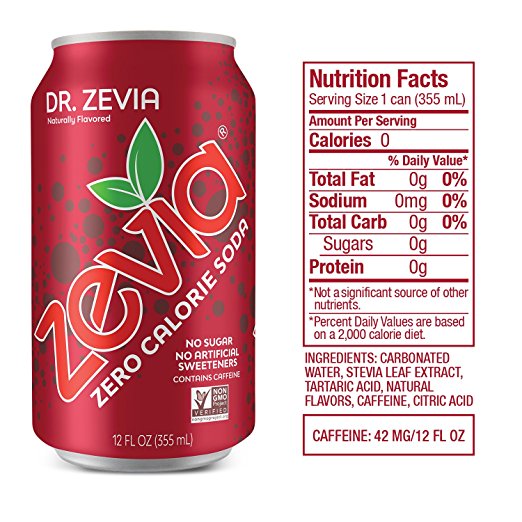 DR. ZEVIA
Naturally Flavored
zevia®
ZERO CALORIE SODA
NO SUGAR
NO ARTIFICIAL
SWEETENERS
CONTAINS CAFFEINE
NON
GMO
Project
VERIFIED
nongmoproject.org
12 FL OZ (355 mL)
Nutrition Facts
Serving Size 1 can (355 mL)
Amount Per Serving
Calories 0
% Daily Value*
Total Fat 0g 0%
Sodium 0mg 0%
Total Carb 0g 0%
Sugars 0g
Protein 0g
*Not a significant source of other
nutrients.
*Percent Daily Values are based
on a 2,000 calorie diet.
INGREDIENTS: CARBONATED
WATER, STEVIA LEAF EXTRACT,
TARTARIC ACID, NATURAL
FLAVORS, CAFFEINE, CITRIC ACID
CAFFEINE: 42 MG/12 FL OZ